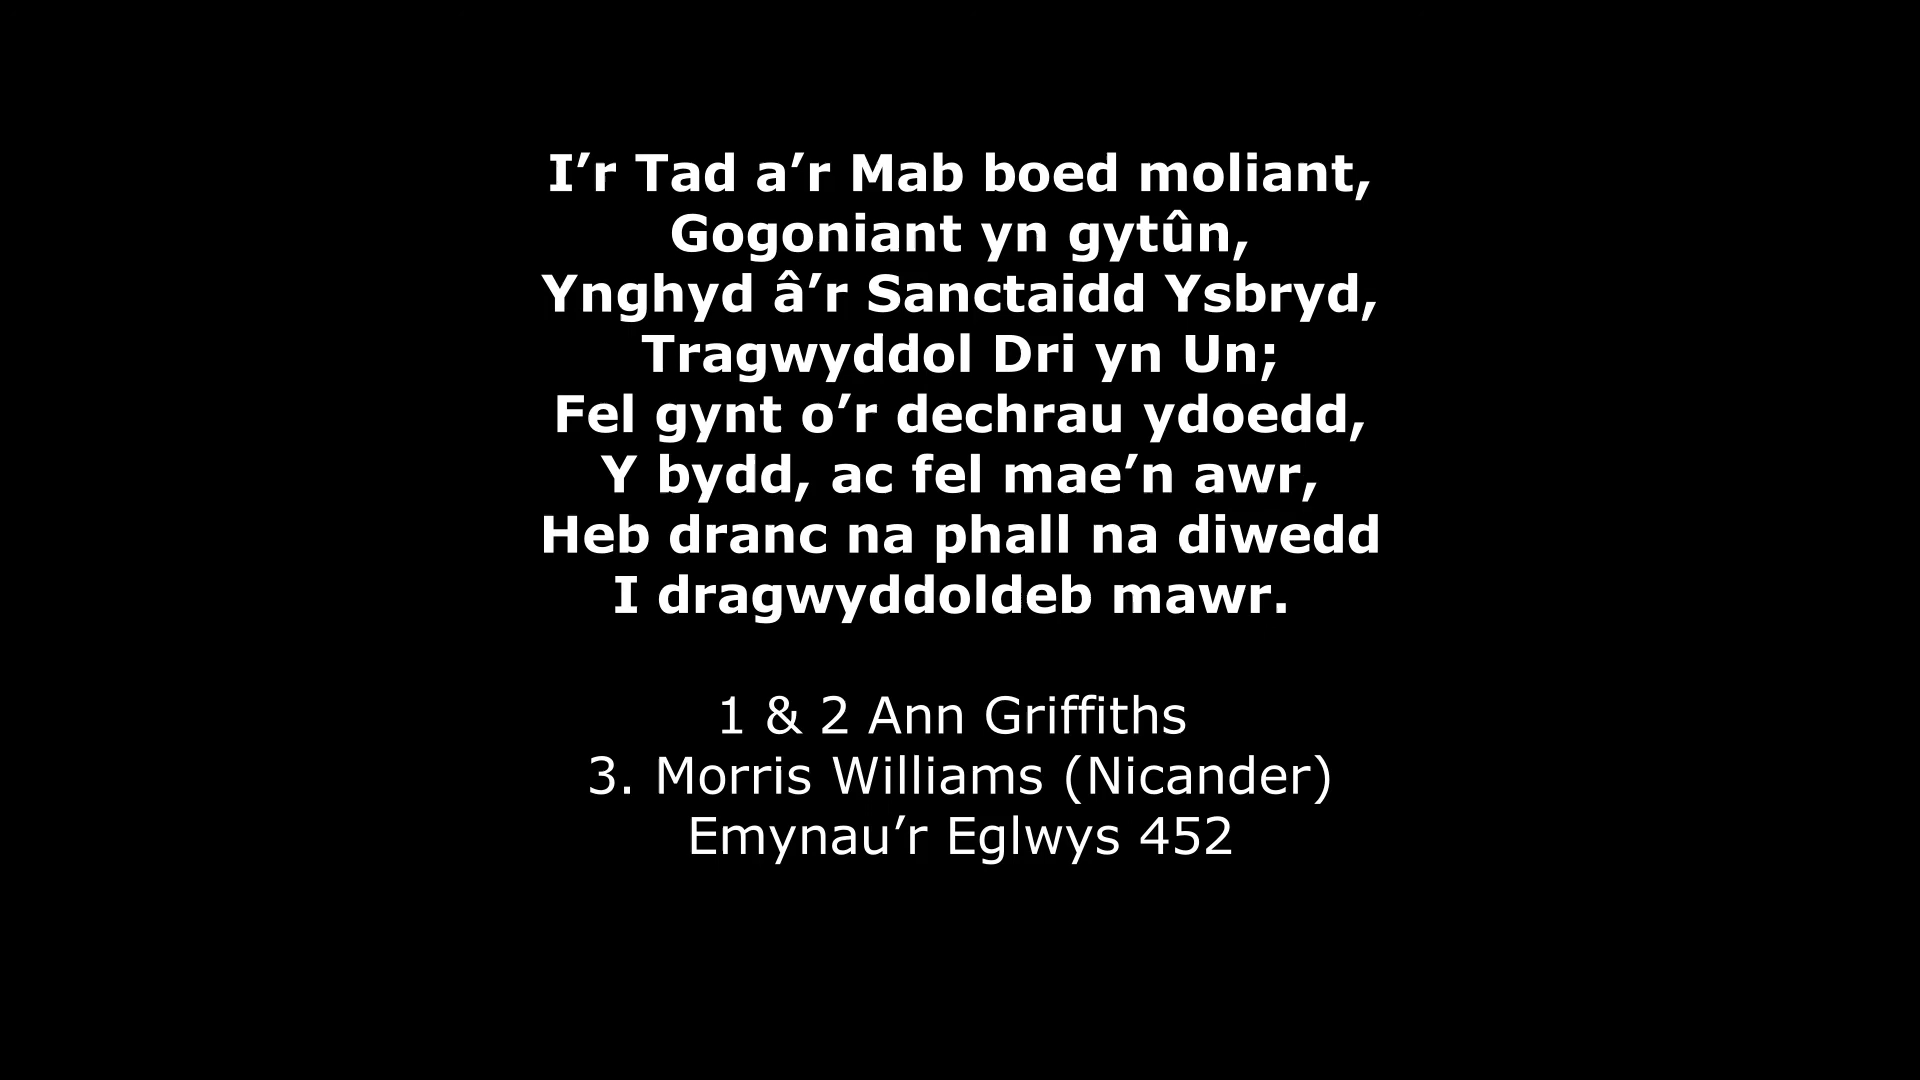 I’r Tad a’r Mab boed moliant,
Gogoniant yn gytûn,
Ynghyd â’r Sanctaidd Ysbryd,
Tragwyddol Dri yn Un;
Fel gynt o’r dechrau ydoedd,
Y bydd, ac fel mae’n awr,
Heb dranc na phall na diwedd
I dragwyddoldeb mawr.
1 & 2 Ann Griffiths
3. Morris Williams (Nicander)
Emynau’r Eglwys 452